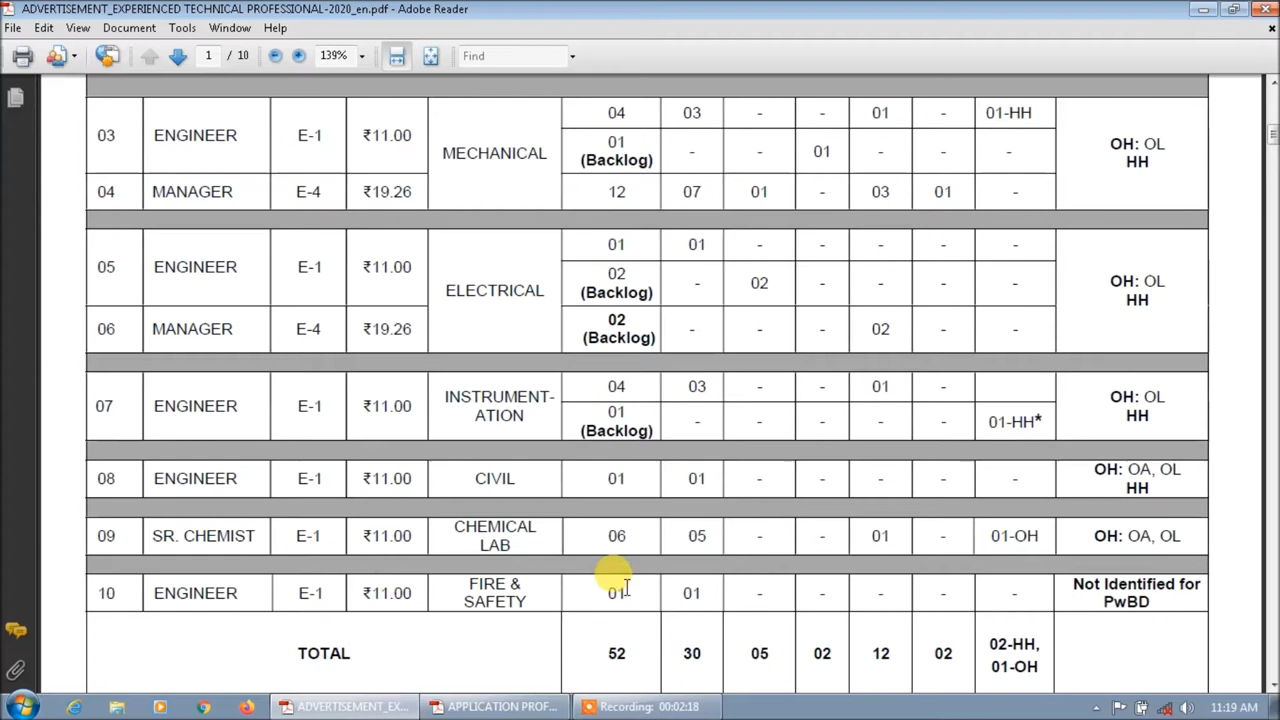 ADVERTISEMENT_EXPERIENCED TECHNICAL PROFESSIONAL-2020_en.pdf - Adobe Reader
File Edit View Document Tools Window Help
1 / 10 139% Find
03 ENGINEER E-1 ₹11.00 MECHANICAL 04 03 - - 01 - 01-HH OH: OL HH
01 (Backlog) - - 01 - - -
04 MANAGER E-4 ₹19.26 12 07 01 - 03 01 -
05 ENGINEER E-1 ₹11.00 ELECTRICAL 01 01 - - - - - OH: OL HH
02 (Backlog) - 02 - - - -
06 MANAGER E-4 ₹19.26 02 (Backlog) - - - 02 - -
07 ENGINEER E-1 ₹11.00 INSTRUMENT-ATION 04 03 - - 01 - OH: OL HH
01 (Backlog) - - - - - 01-HH*
08 ENGINEER E-1 ₹11.00 CIVIL 01 01 - - - - - OH: OA, OL HH
09 SR. CHEMIST E-1 ₹11.00 CHEMICAL LAB 06 05 - - 01 - 01-OH OH: OA, OL
10 ENGINEER E-1 ₹11.00 FIRE & SAFETY 01 01 - - - - - Not Identified for PwBD
TOTAL 52 30 05 02 12 02 02-HH, 01-OH
ADVERTISEMENT_EX... APPLICATION PROF... Recording: 00:02:18 11:19 AM